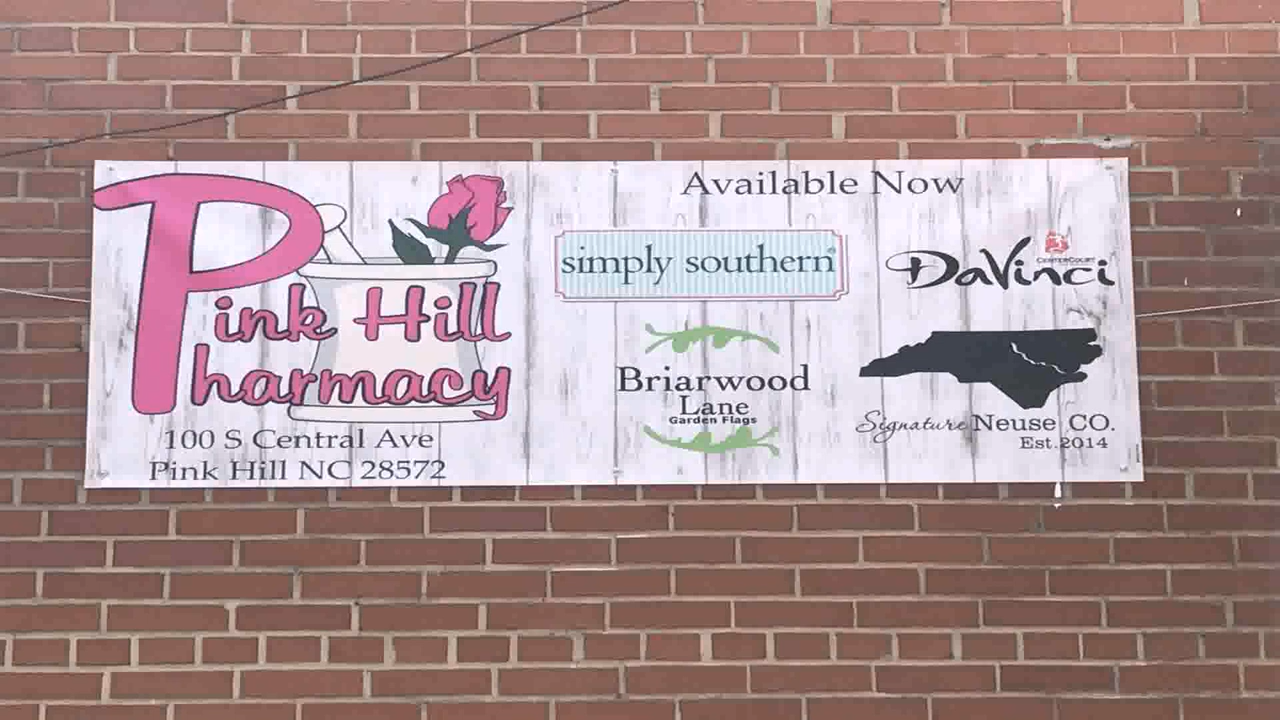 Pink Hill
Pharmacy
100 S Central Ave
Pink Hill NC 28572
Available Now
simply southern
DaVinci
Briarwood
Lane
Garden Flags
Signature Neuse CO.
Est.2014